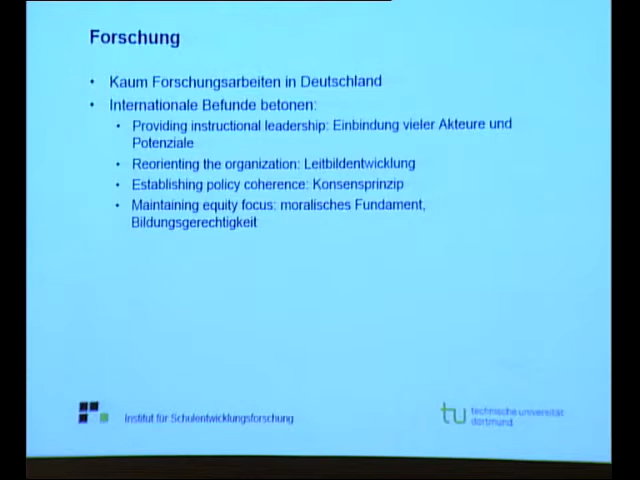 Forschung
• Kaum Forschungsarbeiten in Deutschland
• Internationale Befunde betonen:
• Providing instructional leadership: Einbindung vieler Akteure und
Potenziale
• Reorienting the organization: Leitbildentwicklung
• Establishing policy coherence: Konsensprinzip
• Maintaining equity focus: moralisches Fundament,
Bildungsgerechtigkeit
Institut für Schulentwicklungsforschung
tu technische universität
dortmund